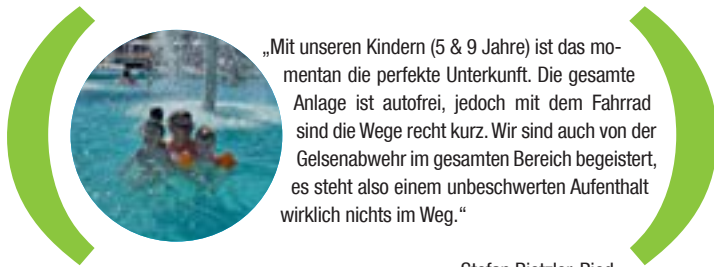 „Mit unseren Kindern (5 & 9 Jahre) ist das mo-
mentan die perfekte Unterkunft. Die gesamte
Anlage ist autofrei, jedoch mit dem Fahrrad
sind die Wege recht kurz. Wir sind auch von der
Gelsenabwehr im gesamten Bereich begeistert,
es steht also einem unbeschwerten Aufenthalt
wirklich nichts im Weg.“
Stefan